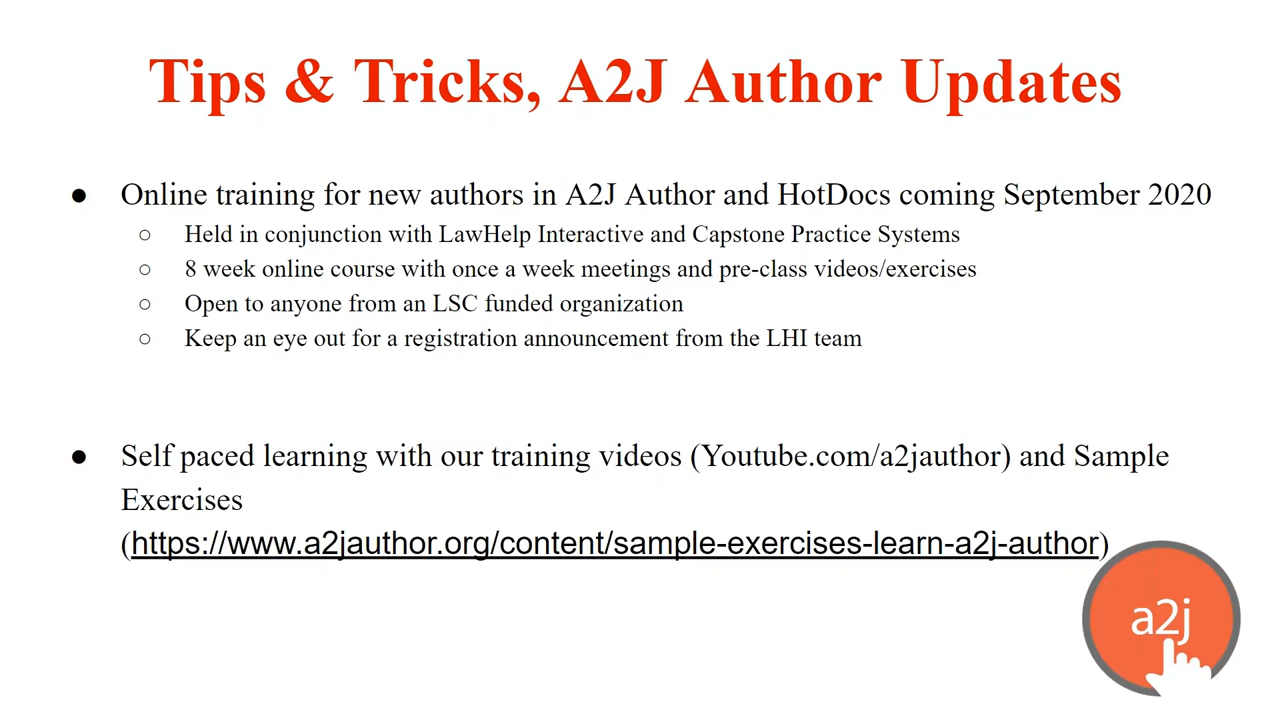 Tips & Tricks, A2J Author Updates
● Online training for new authors in A2J Author and HotDocs coming September 2020
○ Held in conjunction with LawHelp Interactive and Capstone Practice Systems
○ 8 week online course with once a week meetings and pre-class videos/exercises
○ Open to anyone from an LSC funded organization
○ Keep an eye out for a registration announcement from the LHI team
● Self paced learning with our training videos (Youtube.com/a2jauthor) and Sample
Exercises
(https://www.a2jauthor.org/content/sample-exercises-learn-a2j-author)
a2j